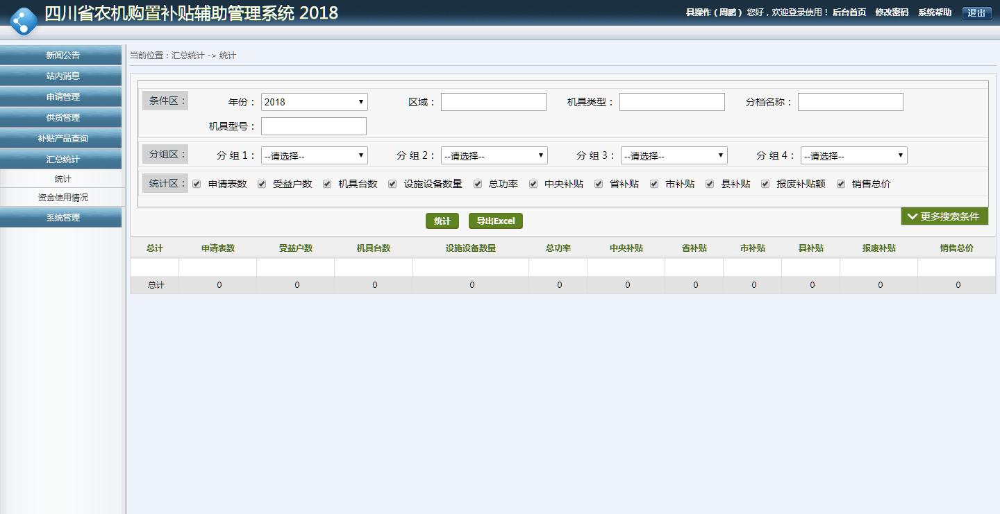 四川省农机购置补贴辅助管理系统 2018
县操作（周鹏）您好，欢迎登录使用！ 后台首页 修改密码 系统帮助 退出
新闻公告
站内消息
申请管理
供货管理
补贴产品查询
汇总统计
统计
资金使用情况
系统管理
当前位置：汇总统计 -> 统计
条件区： 年份： 2018 区域： 机具类型： 分档名称：
机具型号：
分组区： 分 组 1： --请选择-- 分 组 2： --请选择-- 分 组 3： --请选择-- 分 组 4： --请选择--
统计区： 申请表数 受益户数 机具台数 设施设备数量 总功率 中央补贴 省补贴 市补贴 县补贴 报废补贴额 销售总价
统计 导出Excel 更多搜索条件
总计 申请表数 受益户数 机具台数 设施设备数量 总功率 中央补贴 省补贴 市补贴 县补贴 报废补贴 销售总价
总计 0 0 0 0 0 0 0 0 0 0 0